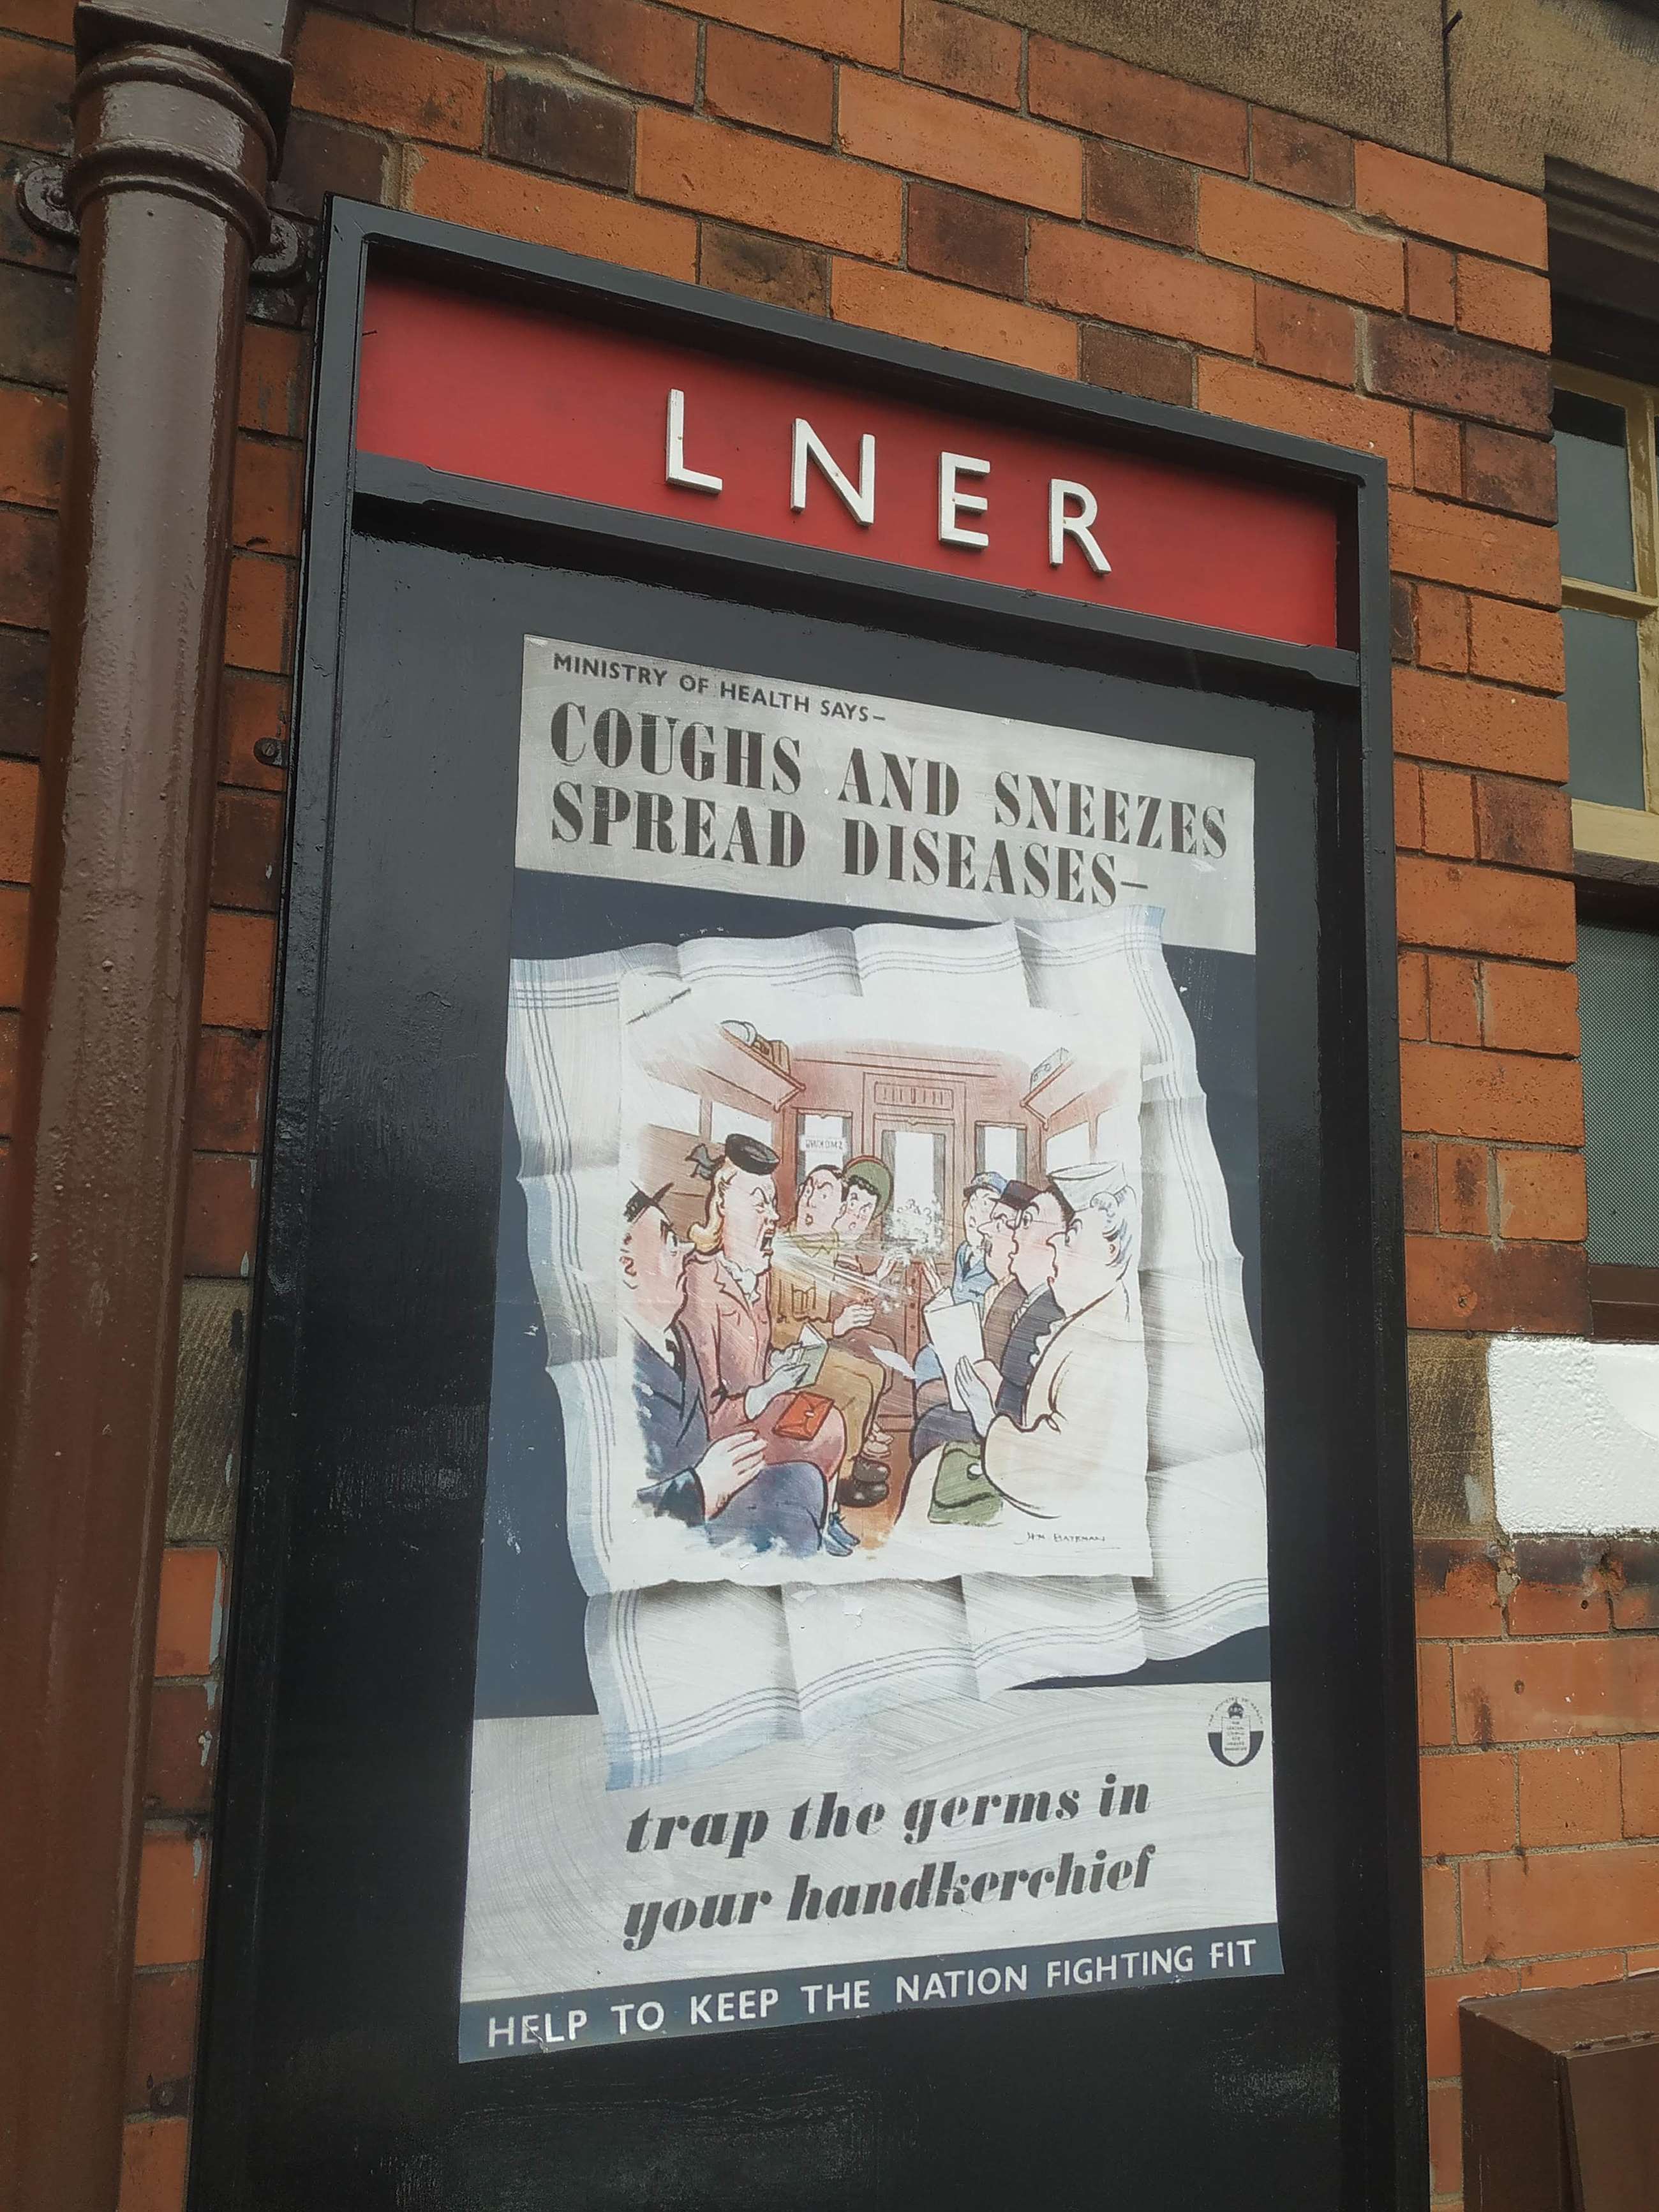 LNER
MINISTRY OF HEALTH SAYS–
COUGHS AND SNEEZES
SPREAD DISEASES–
H.M. BATEMAN
trap the germs in
your handkerchief
HELP TO KEEP THE NATION FIGHTING FIT